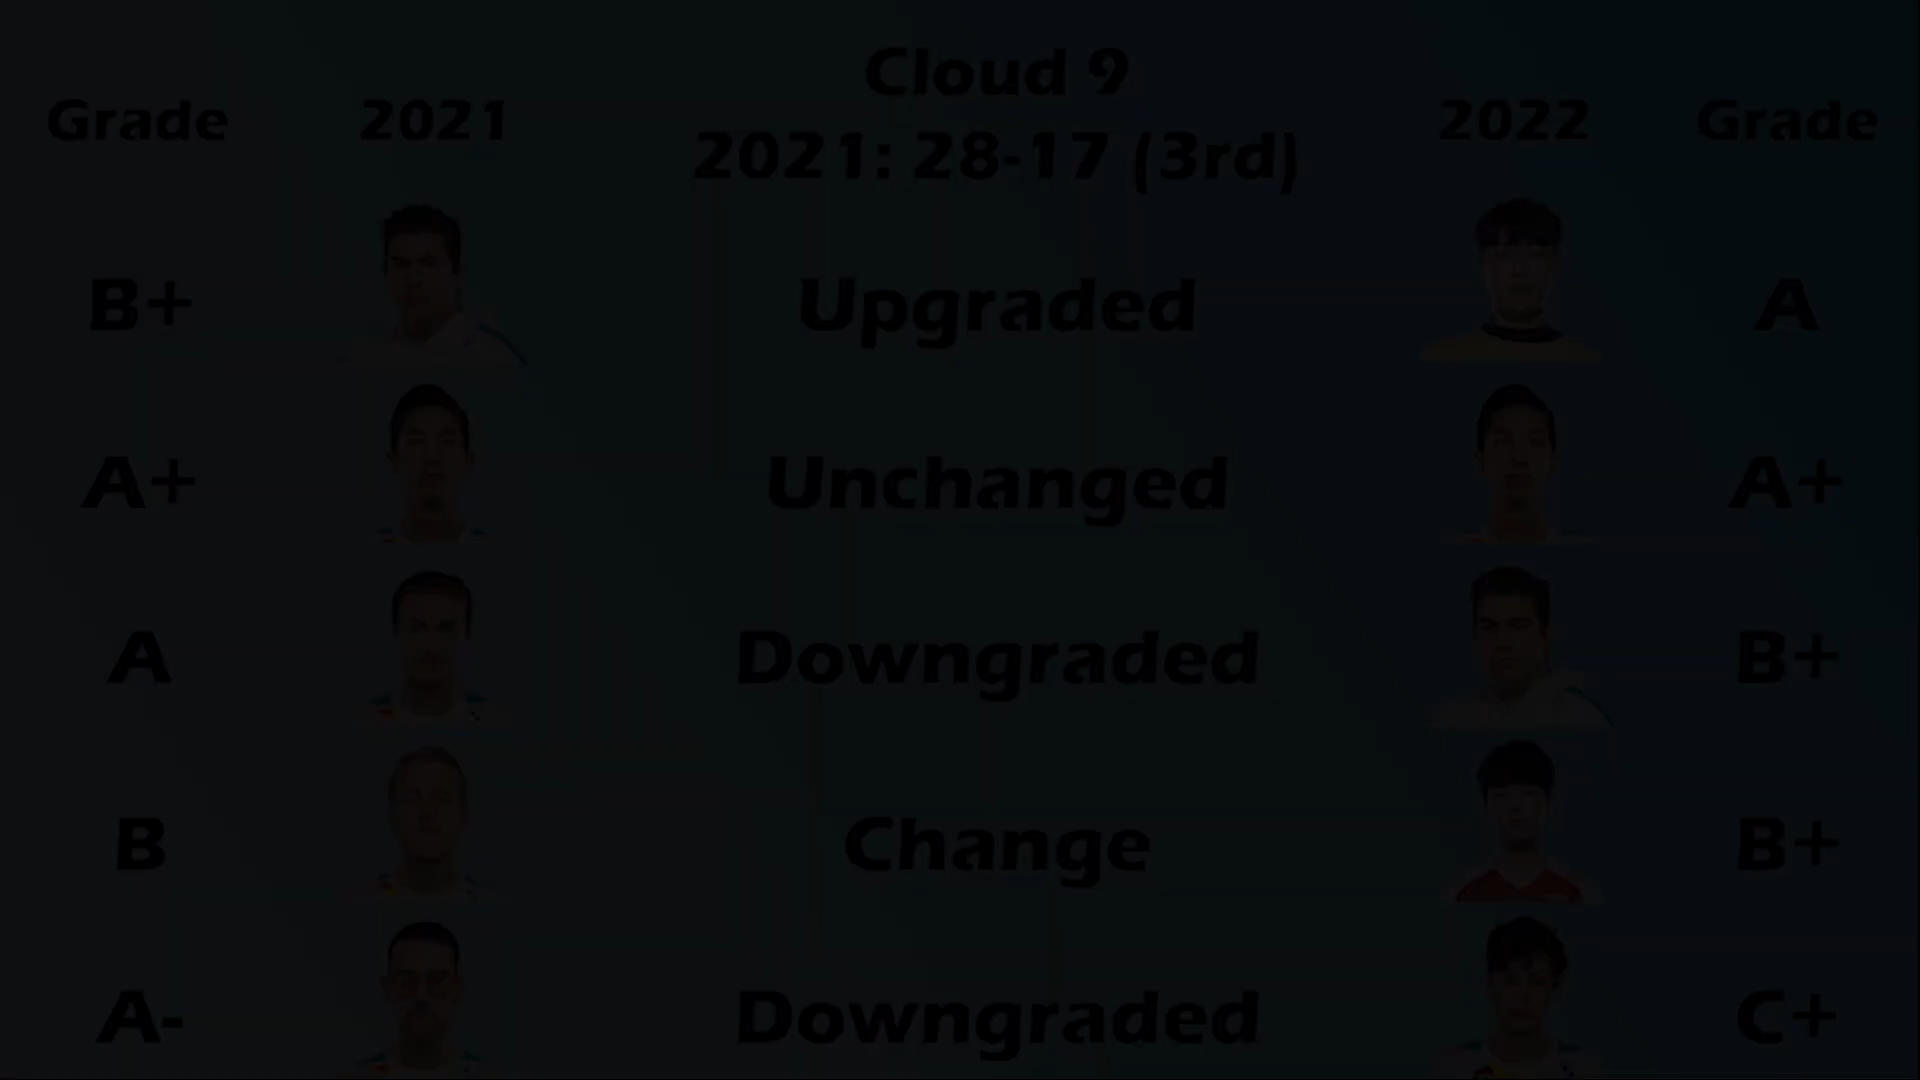 Cloud 9
Grade 2021 2022 Grade
2021: 28-17 (3rd)
B+ Upgraded A
A+ Unchanged A+
A Downgraded B+
B Change B+
A- Downgraded C+